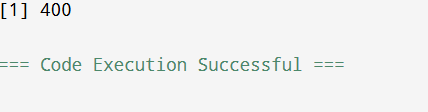 [1] 400
=== Code Execution Successful ===